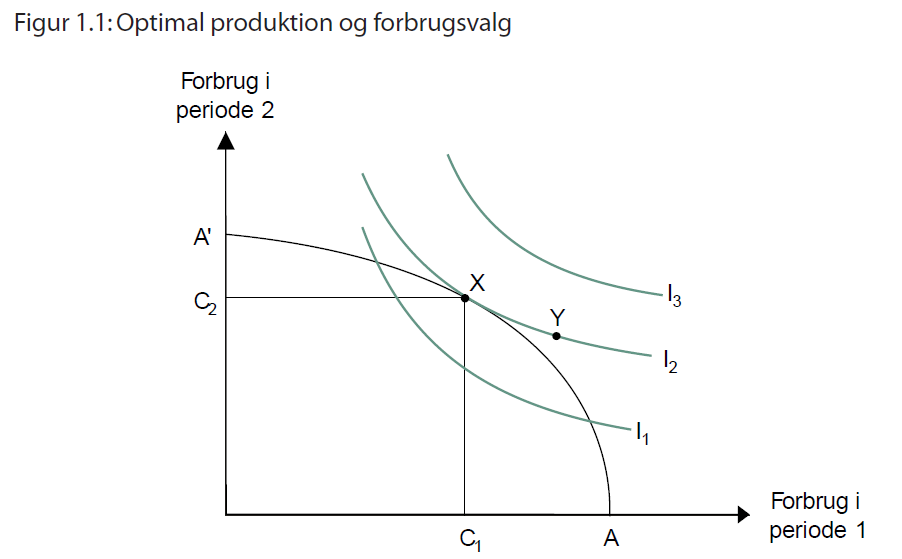 Figur 1.1: Optimal produktion og forbrugsvalg
Forbrug i
periode 2
A'
C2
X
Y
I3
I2
I1
C1
A
Forbrug i
periode 1